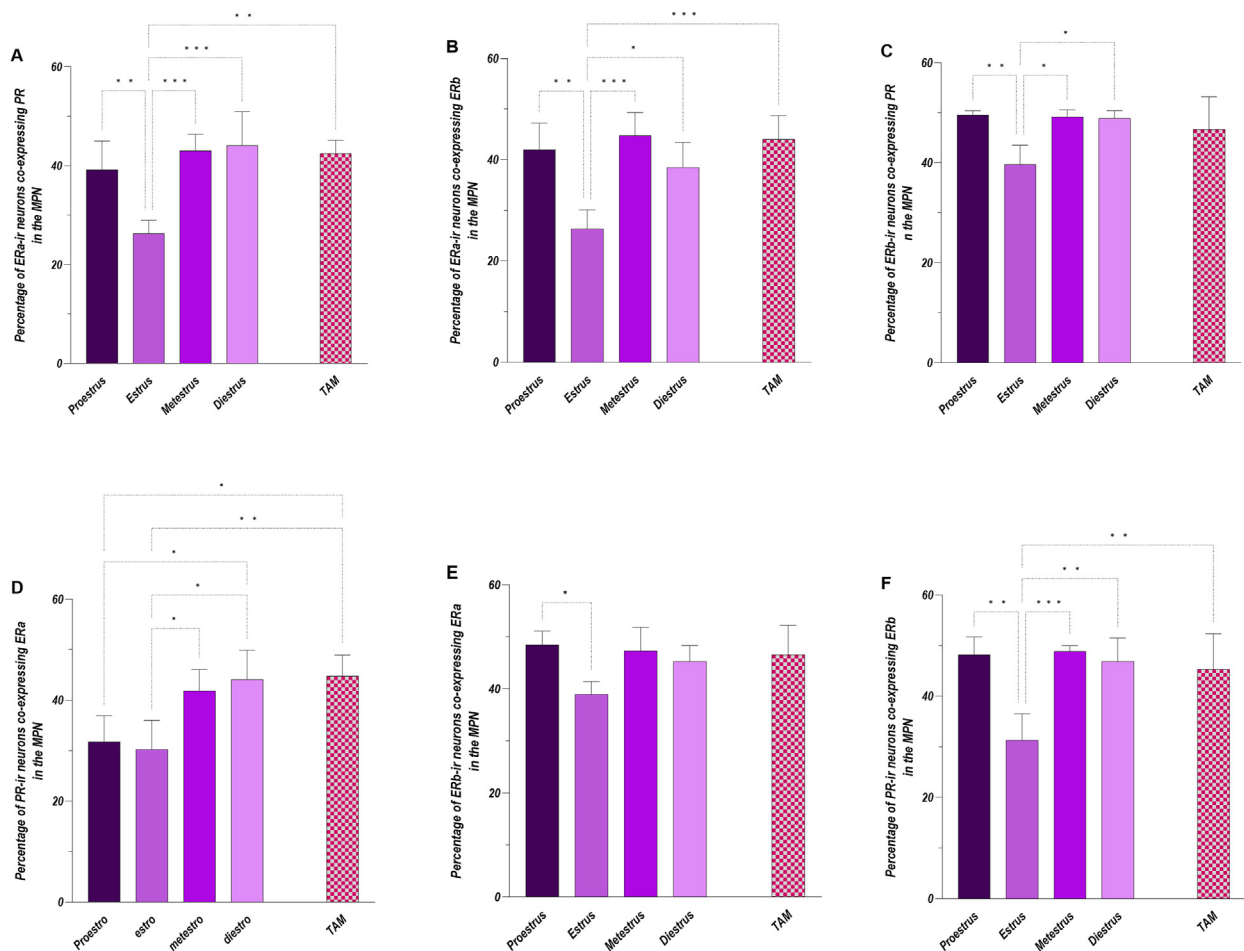 A
* *
* * *
* *
* * *
Percentage of ERa-ir neurons co-expressing PR
in the MPN
60
40
20
0
Proestrus
Estrus
Metestrus
Diestrus
TAM
B
* * *
*
* *
* * *
Percentage of ERa-ir neurons co-expressing ERb
in the MPN
60
40
20
0
Proestrus
Estrus
Metestrus
Diestrus
TAM
C
*
* *
*
Percentage of ERb-ir neurons co-expressing PR
n the MPN
60
40
20
0
Proestrus
Estrus
Metestrus
Diestrus
TAM
D
*
* *
*
*
*
Percentage of PR-ir neurons co-expressing ERa
in the MPN
60
40
20
0
Proestro
estro
metestro
diestro
TAM
E
*
Percentage of ERb-ir neurons co-expressing ERa
in the MPN
60
40
20
0
Proestrus
Estrus
Metestrus
Diestrus
TAM
F
* *
* *
* *
* * *
Percentage of PR-ir neurons co-expressing ERb
in the MPN
60
40
20
0
Proestrus
Estrus
Metestrus
Diestrus
TAM